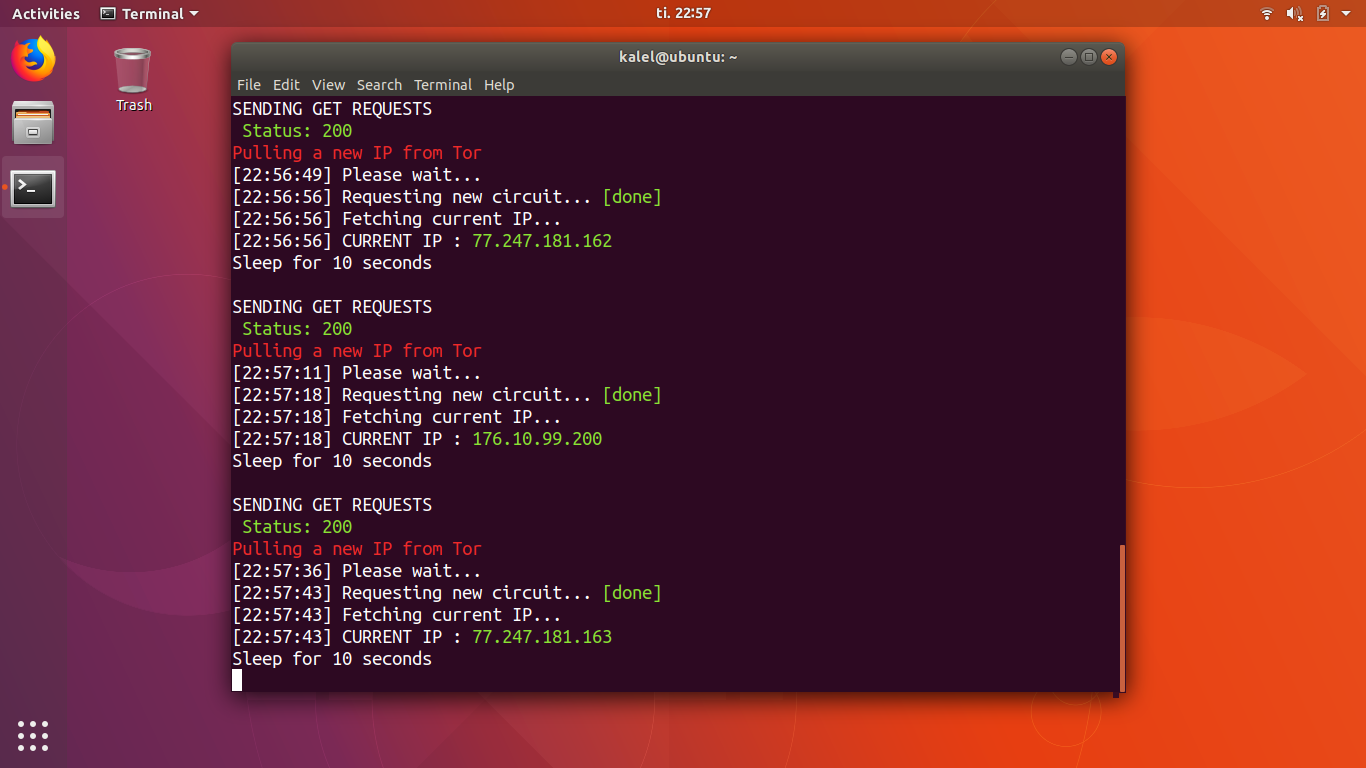 Activities Terminal ti. 22:57
Trash
kalel@ubuntu: ~
File Edit View Search Terminal Help
SENDING GET REQUESTS
Status: 200
Pulling a new IP from Tor
[22:56:49] Please wait...
[22:56:56] Requesting new circuit... [done]
[22:56:56] Fetching current IP...
[22:56:56] CURRENT IP : 77.247.181.162
Sleep for 10 seconds
SENDING GET REQUESTS
Status: 200
Pulling a new IP from Tor
[22:57:11] Please wait...
[22:57:18] Requesting new circuit... [done]
[22:57:18] Fetching current IP...
[22:57:18] CURRENT IP : 176.10.99.200
Sleep for 10 seconds
SENDING GET REQUESTS
Status: 200
Pulling a new IP from Tor
[22:57:36] Please wait...
[22:57:43] Requesting new circuit... [done]
[22:57:43] Fetching current IP...
[22:57:43] CURRENT IP : 77.247.181.163
Sleep for 10 seconds